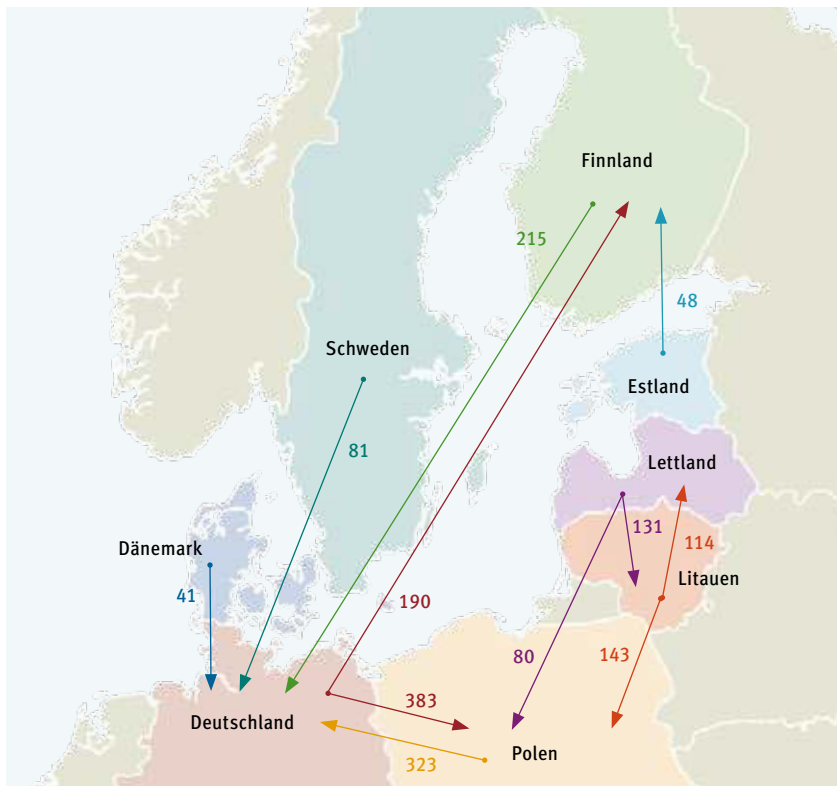 Finnland
215
48
Schweden
Estland
81
Lettland
131
Dänemark
114
Litauen
41
190
80
143
383
Deutschland
Polen
323